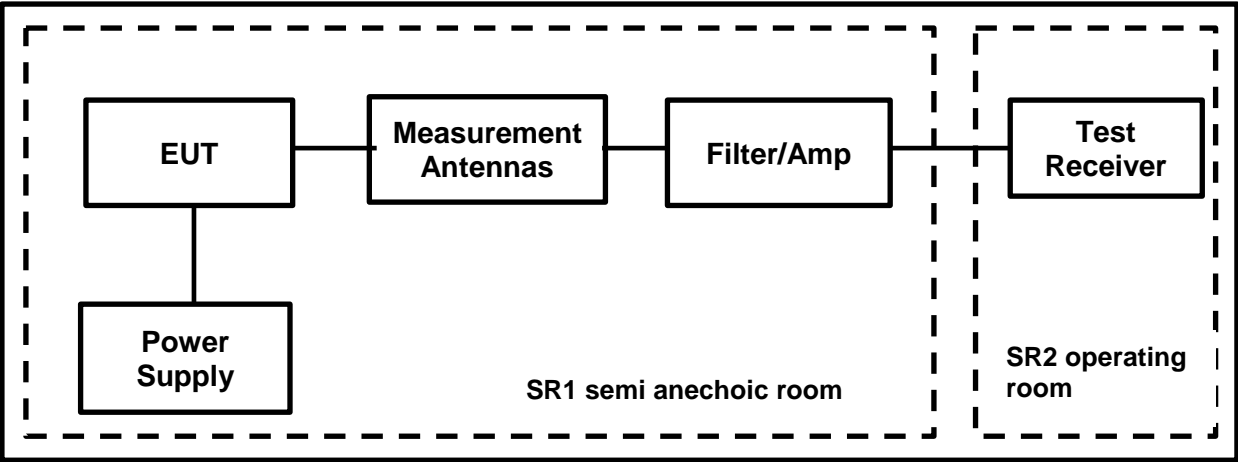 EUT
Measurement
Antennas
Filter/Amp
Test
Receiver
Power
Supply
SR1 semi anechoic room
SR2 operating
room